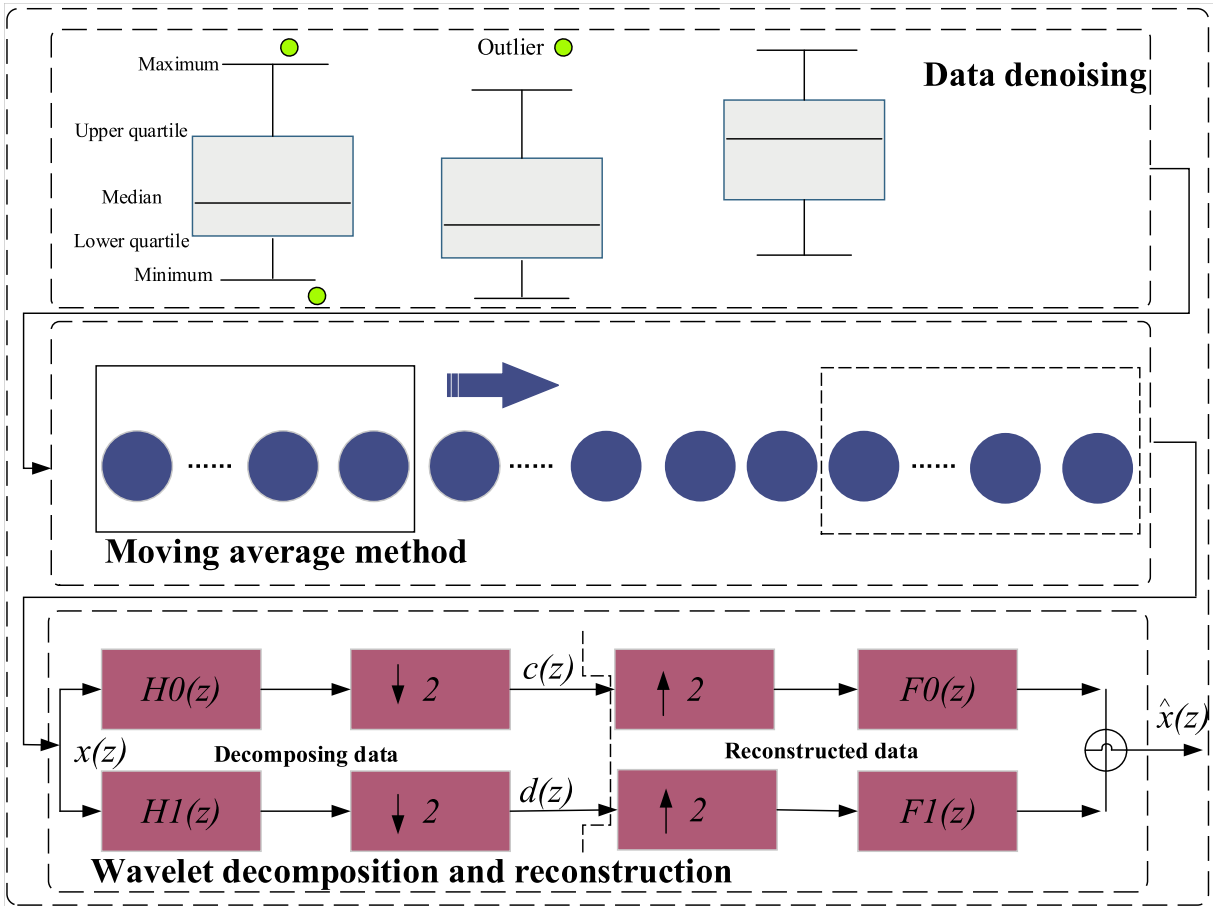 Outlier
Maximum
Data denoising
Upper quartile
Median
Lower quartile
Minimum
......
......
......
Moving average method
H0(z)
↓ 2
c(z)
↑ 2
F0(z)
x̂(z)
x(z)
Decomposing data
Reconstructed data
H1(z)
↓ 2
d(z)
↑ 2
F1(z)
Wavelet decomposition and reconstruction